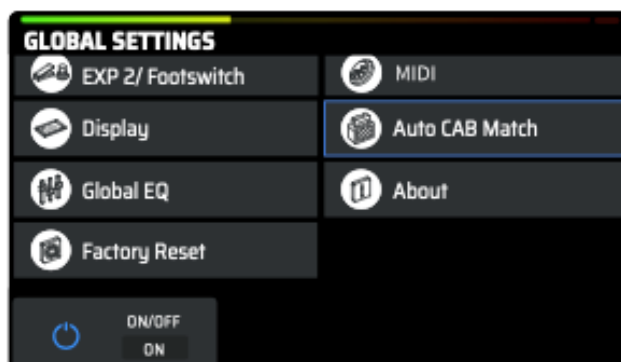 GLOBAL SETTINGS
EXP 2/ Footswitch
MIDI
Display
Auto CAB Match
Global EQ
About
Factory Reset
ON/OFF
ON